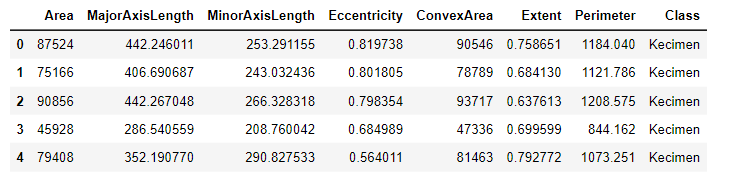 Area MajorAxisLength MinorAxisLength Eccentricity ConvexArea Extent Perimeter Class
0 87524 442.246011 253.291155 0.819738 90546 0.758651 1184.040 Kecimen
1 75166 406.690687 243.032436 0.801805 78789 0.684130 1121.786 Kecimen
2 90856 442.267048 266.328318 0.798354 93717 0.637613 1208.575 Kecimen
3 45928 286.540559 208.760042 0.684989 47336 0.699599 844.162 Kecimen
4 79408 352.190770 290.827533 0.564011 81463 0.792772 1073.251 Kecimen